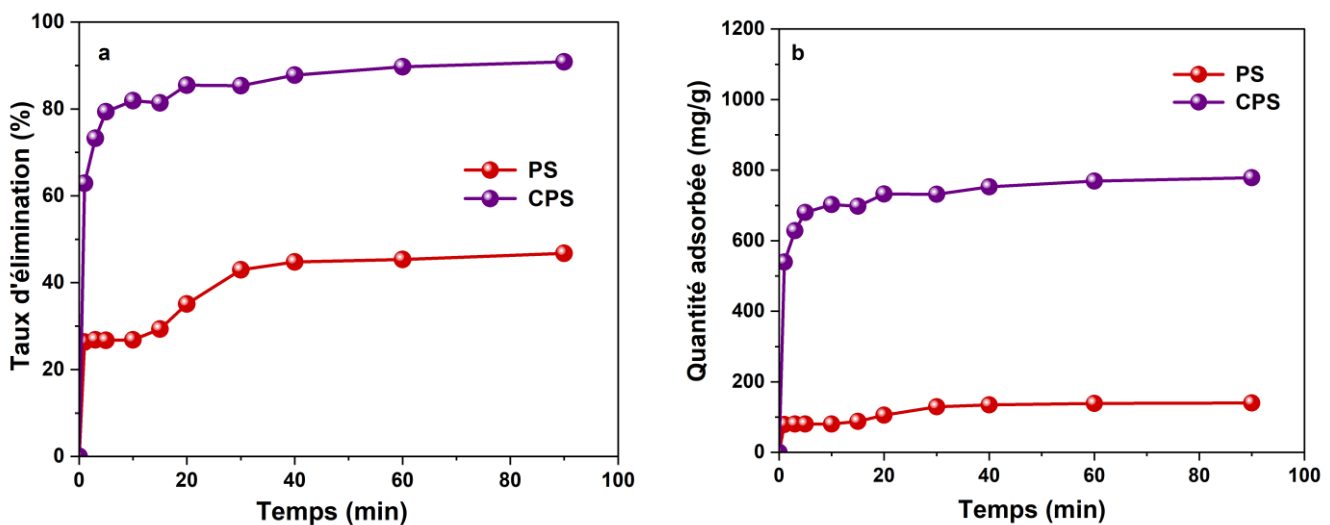 a
Taux d'élimination (%)
100
80
60
40
20
0
PS
CPS
0 20 40 60 80 100
Temps (min)
b
Quantité adsorbée (mg/g)
1200
1000
800
600
400
200
0
PS
CPS
0 20 40 60 80 100
Temps (min)